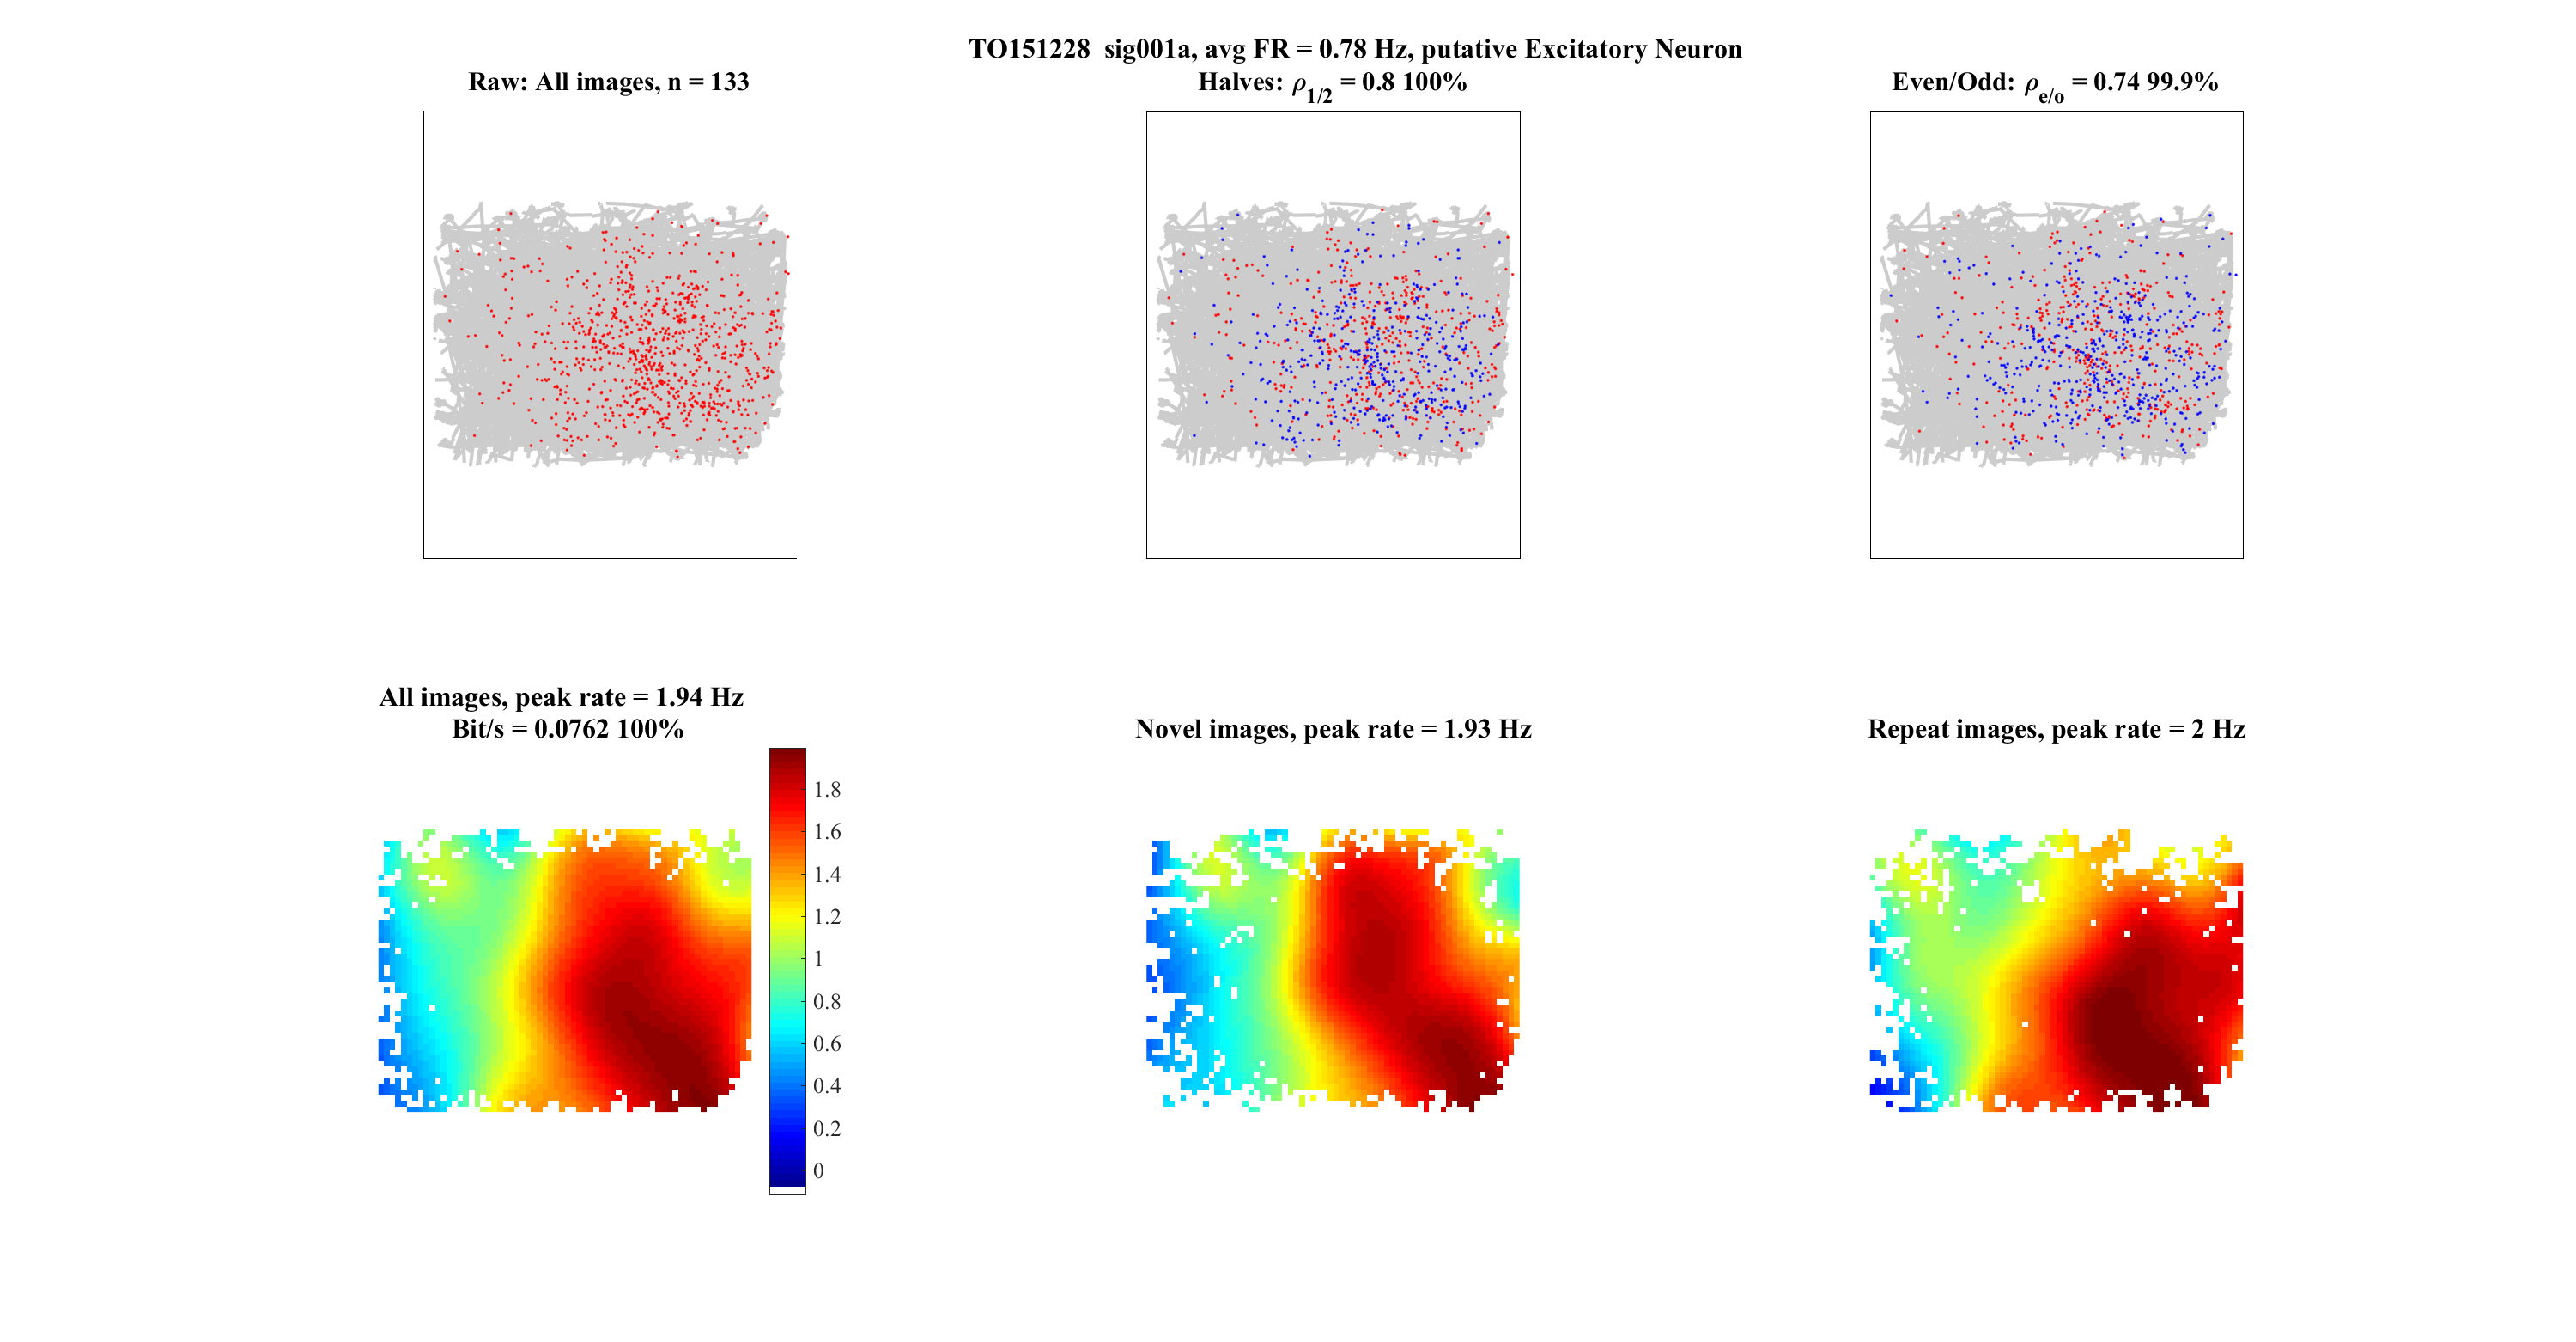 TO151228  sig001a, avg FR = 0.78 Hz, putative Excitatory Neuron
Raw: All images, n = 133
Halves: ρ1/2 = 0.8 100%
Even/Odd: ρe/o = 0.74 99.9%
All images, peak rate = 1.94 Hz
Bit/s = 0.0762 100%
Novel images, peak rate = 1.93 Hz
Repeat images, peak rate = 2 Hz
1.8
1.6
1.4
1.2
1
0.8
0.6
0.4
0.2
0